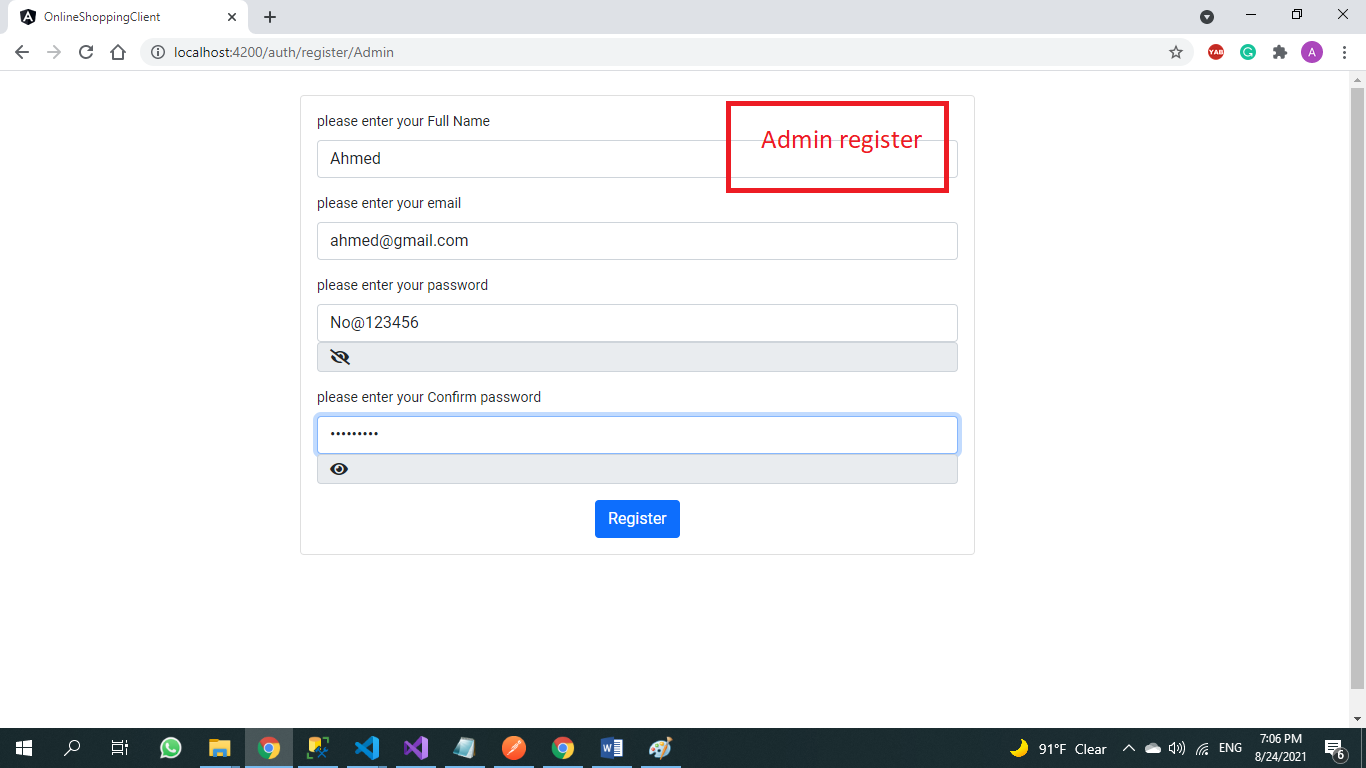 OnlineShoppingClient
localhost:4200/auth/register/Admin
YAB
G
A
please enter your Full Name
Admin register
Ahmed
please enter your email
ahmed@gmail.com
please enter your password
No@123456
please enter your Confirm password
•••••••••
Register
91°F Clear
ENG
7:06 PM
8/24/2021
6